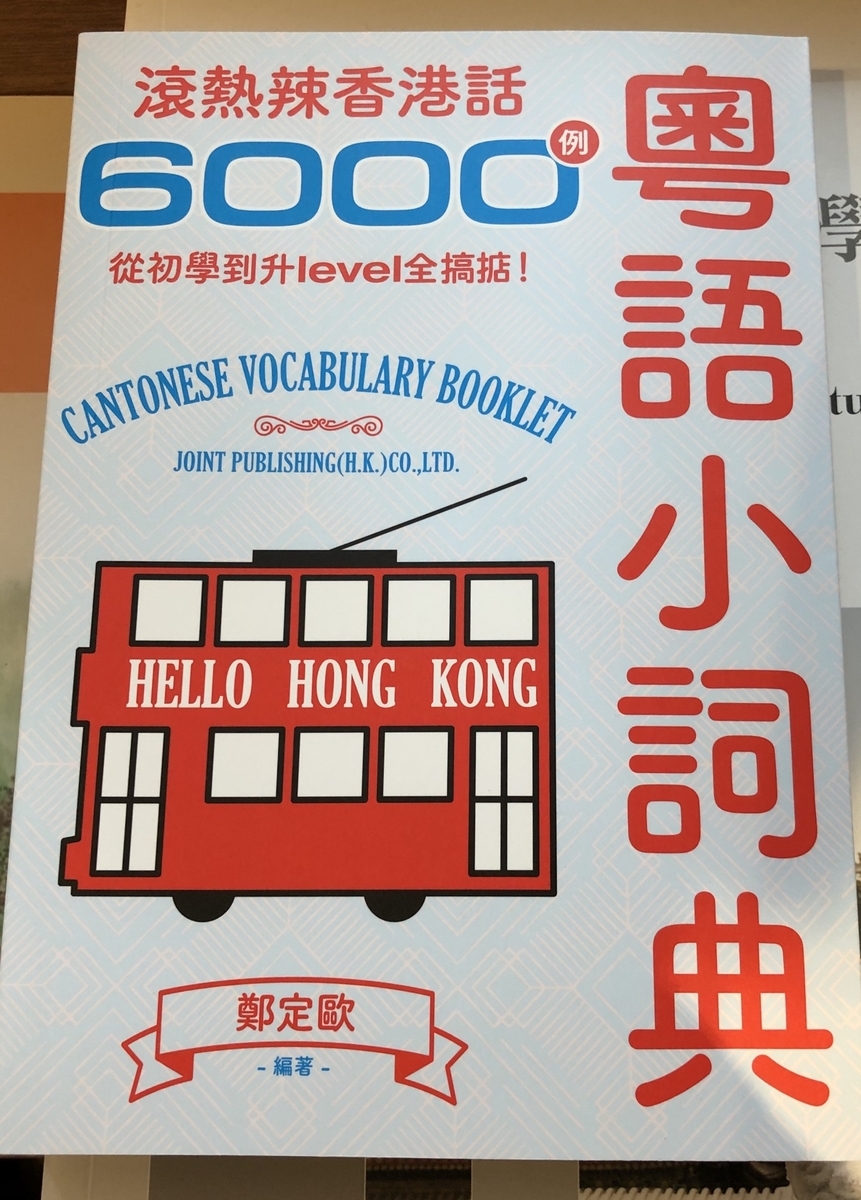 粵語小詞典
滾熱辣香港話
6000例
從初學到升level全搞掂!
CANTONESE VOCABULARY BOOKLET
JOINT PUBLISHING(H.K.)CO.,LTD.
HELLO HONG KONG
鄭定歐
- 編著 -
學
tu